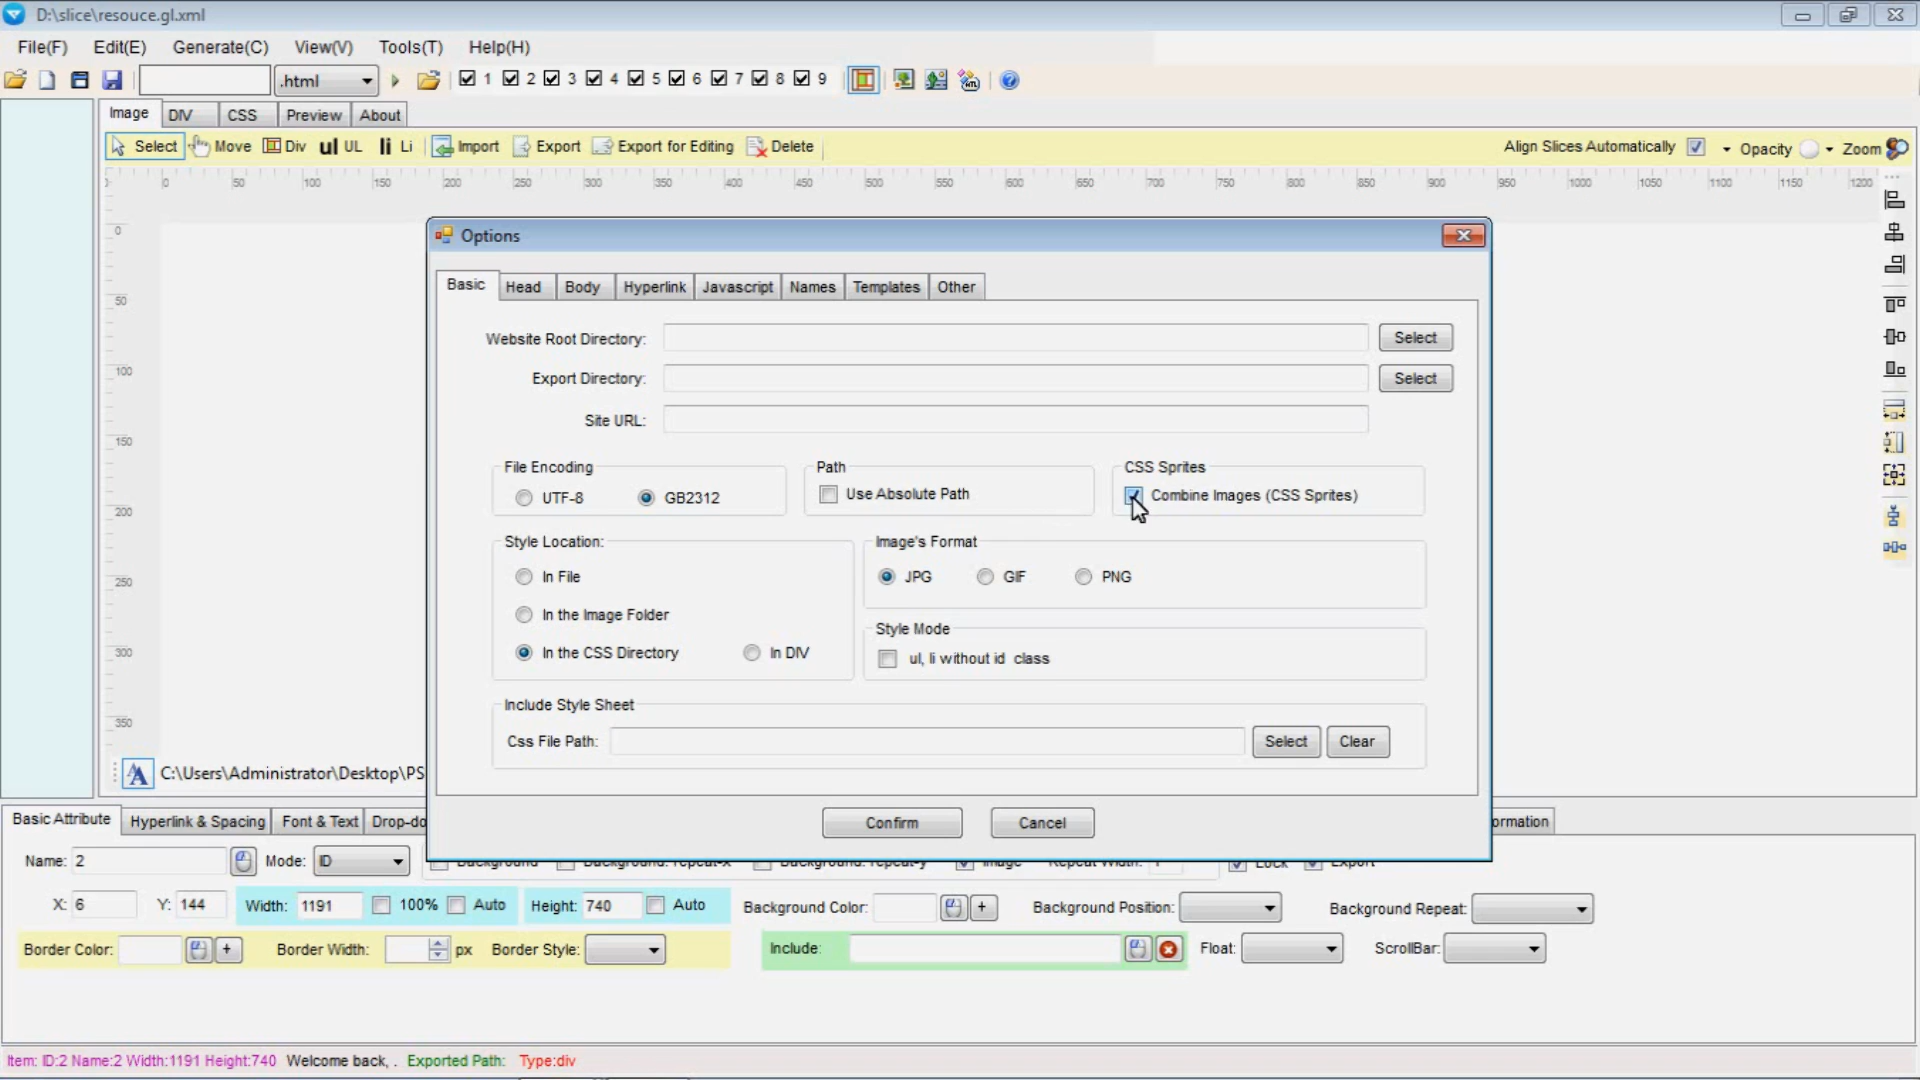 D:\slice\resouce.gl.xml
File(F) Edit(E) Generate(C) View(V) Tools(T) Help(H)
.html 1 2 3 4 5 6 7 8 9
Image DIV CSS Preview About
Select Move Div ul UL li Li Import Export Export for Editing Delete Align Slices Automatically Opacity Zoom
0 50 100 150 200 250 300 350 400 450 500 550 600 650 700 750 800 850 900 950 1000 1050 1100 1150 1200
0
50
100
150
200
250
300
350
Options
Basic Head Body Hyperlink Javascript Names Templates Other
Website Root Directory: Select
Export Directory: Select
Site URL:
File Encoding Path CSS Sprites
UTF-8 GB2312 Use Absolute Path Combine Images (CSS Sprites)
Style Location: Image's Format
In File JPG GIF PNG
In the Image Folder
Style Mode
In the CSS Directory In DIV ul, li without id class
Include Style Sheet
Css File Path: Select Clear
C:\Users\Administrator\Desktop\PS
Confirm Cancel
Basic Attribute Hyperlink & Spacing Font & Text Drop-do ormation
Name: 2 Mode: ID Background Background: repeat-x Background: repeat-y Image Repeat Width: 1 Lock Export
X: 6 Y: 144 Width: 1191 100% Auto Height: 740 Auto Background Color: + Background Position: Background Repeat:
Border Color: + Border Width: px Border Style: Include: Float: ScrollBar:
Item: ID:2 Name:2 Width:1191 Height:740 Welcome back, . Exported Path: Type:div